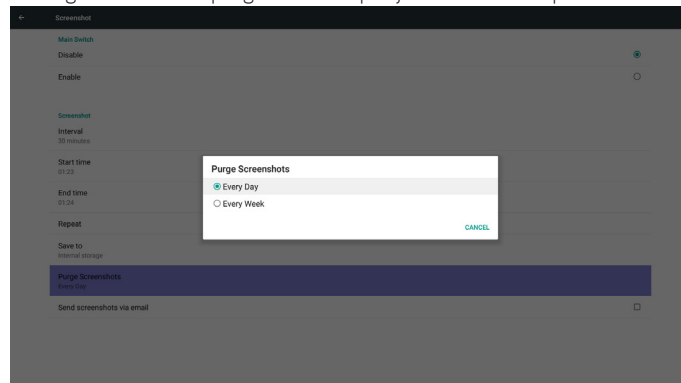 Screenshot
Main Switch
Disable
Enable
Screenshot
Interval
30 minutes
Start time
01:23
End time
01:24
Repeat
Save to
Internal storage
Purge Screenshots
Every Day
Send screenshots via email
Purge Screenshots
Every Day
Every Week
CANCEL